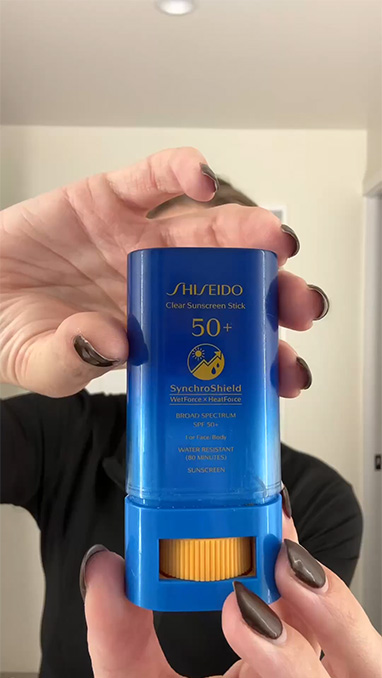 SHISEIDO
Clear Sunscreen Stick
50+
SynchroShield
WetForce × HeatForce
BROAD SPECTRUM
SPF 50+
For Face/Body
WATER RESISTANT
(80 MINUTES)
SUNSCREEN